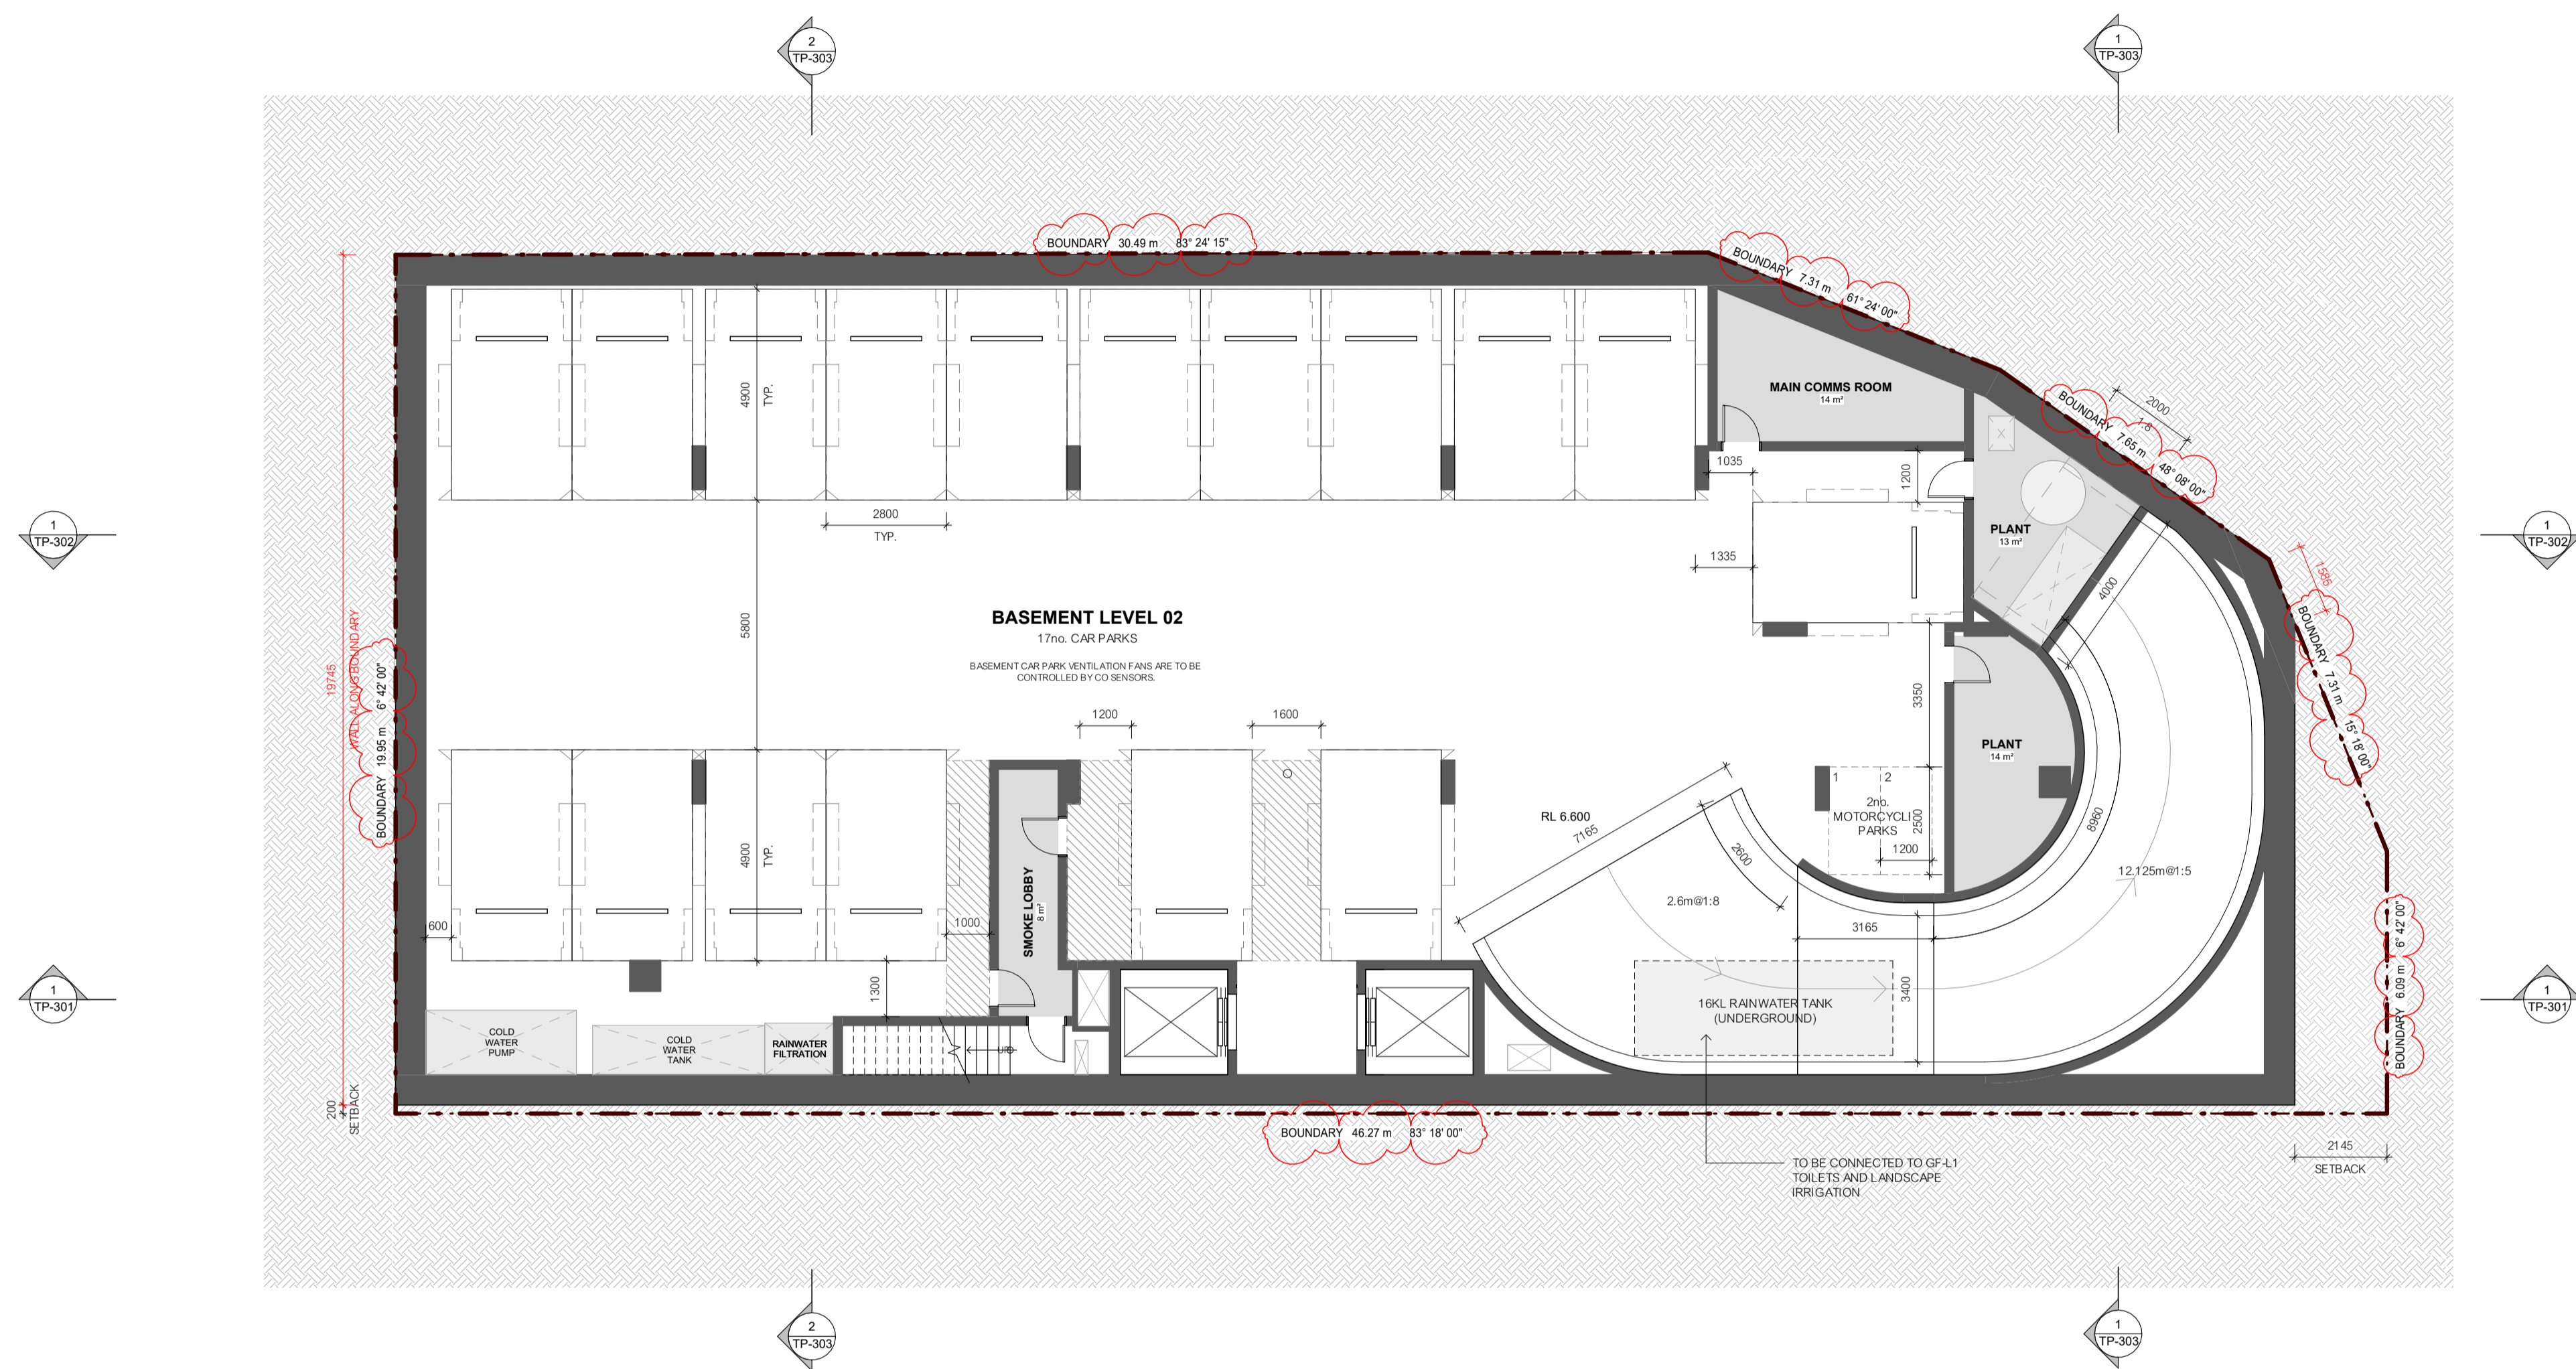 2
TP-303
1
TP-303
BOUNDARY 30.49 m 83° 24' 15"
BOUNDARY 7.31 m 61° 24' 00"
MAIN COMMS ROOM
14 m²
2000
1:8
BOUNDARY 7.65 m 48° 08' 00"
4900
TYP.
1035
1200
X
2800
TYP.
PLANT
13 m²
1
TP-302
1
TP-302
1335
4000
1586
BASEMENT LEVEL 02
17no. CAR PARKS
BASEMENT CAR PARK VENTILATION FANS ARE TO BE
CONTROLLED BY CO SENSORS.
5800
19745
WALL ALONG BOUNDARY
BOUNDARY 19.95 m 6° 42' 00"
BOUNDARY 7.31 m 15° 18' 00"
3350
1200
1600
PLANT
14 m²
1 2
2no.
MOTORCYCLE
PARKS
2500
1200
RL 6.600
7165
2600
8960
4900
TYP.
2.6m@1:8
12.125m@1:5
SMOKE LOBBY
8 m²
600
1000
3165
BOUNDARY 6.09 m 6° 42' 00"
1300
3400
1
TP-301
1
TP-301
16KL RAINWATER TANK
(UNDERGROUND)
COLD
WATER
PUMP
COLD
WATER
TANK
RAINWATER
FILTRATION
UP
200
SETBACK
BOUNDARY 46.27 m 83° 18' 00"
2145
SETBACK
TO BE CONNECTED TO GF-L1
TOILETS AND LANDSCAPE
IRRIGATION
2
TP-303
1
TP-303